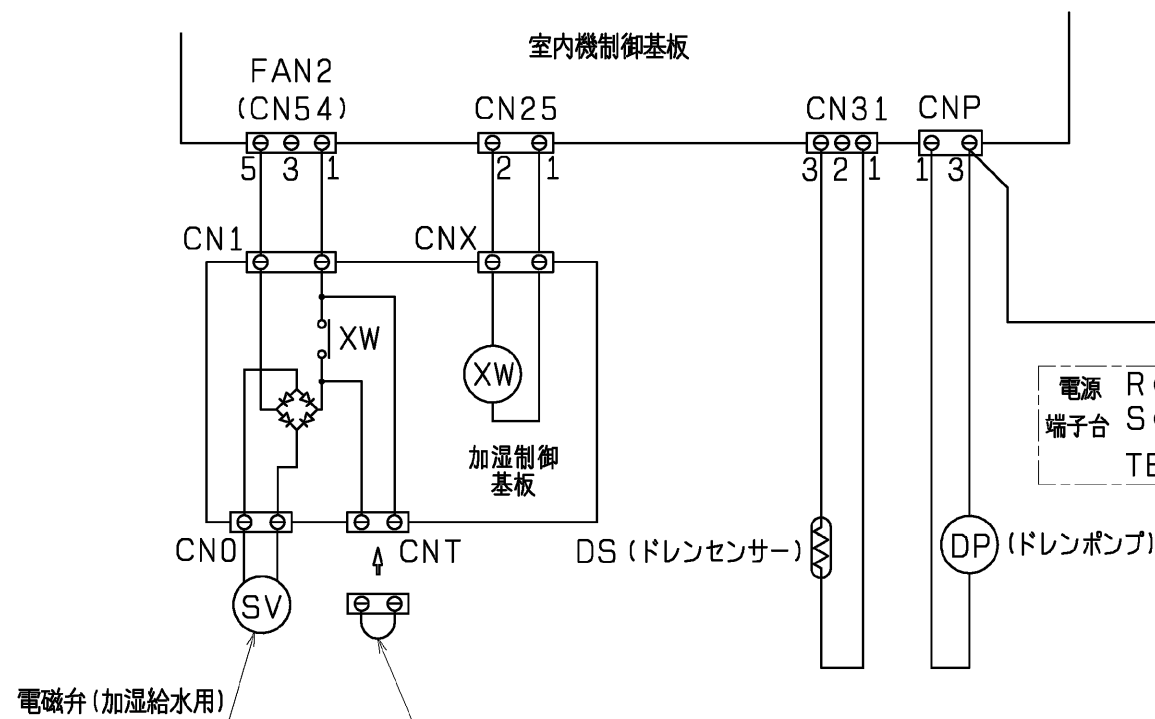 室内機制御基板
FAN2
(CN54)
CN25
CN31
CNP
5 3 1
2 1
3 2 1
1 3
CN1
CNX
XW
XW
加湿制御
基板
電源 R
端子台 S
TE
CNO
CNT
DS(ドレンセンサー)
DP
(ドレンポンプ)
SV
電磁弁(加湿給水用)